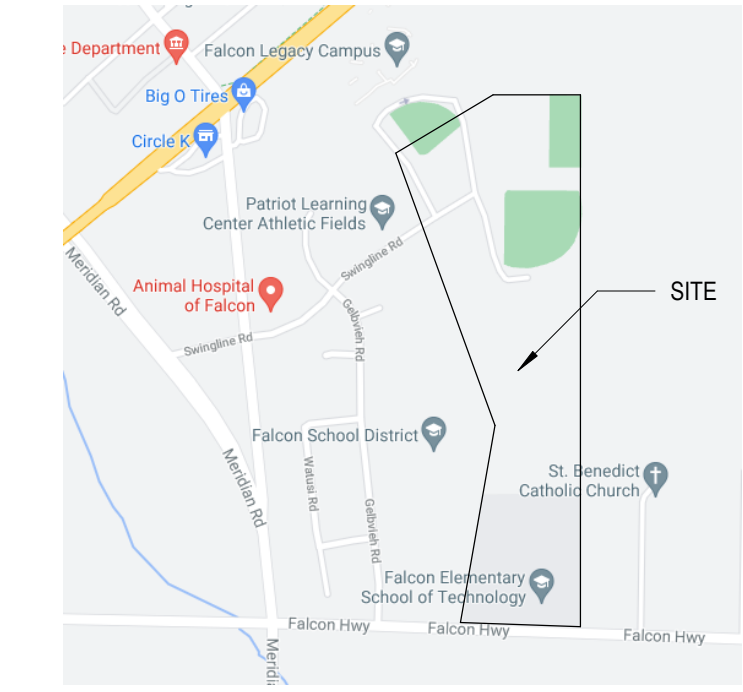 e Department
Falcon Legacy Campus
Big O Tires
Circle K
Patriot Learning
Center Athletic Fields
Swingline Rd
Meridian Rd
Animal Hospital
of Falcon
SITE
Gelbvieh Rd
Swingline Rd
Falcon School District
Meridian Rd
Watusi Rd
St. Benedict
Catholic Church
Gelbvieh Rd
Falcon Elementary
School of Technology
Falcon Hwy
Falcon Hwy
Falcon Hwy
Meridia